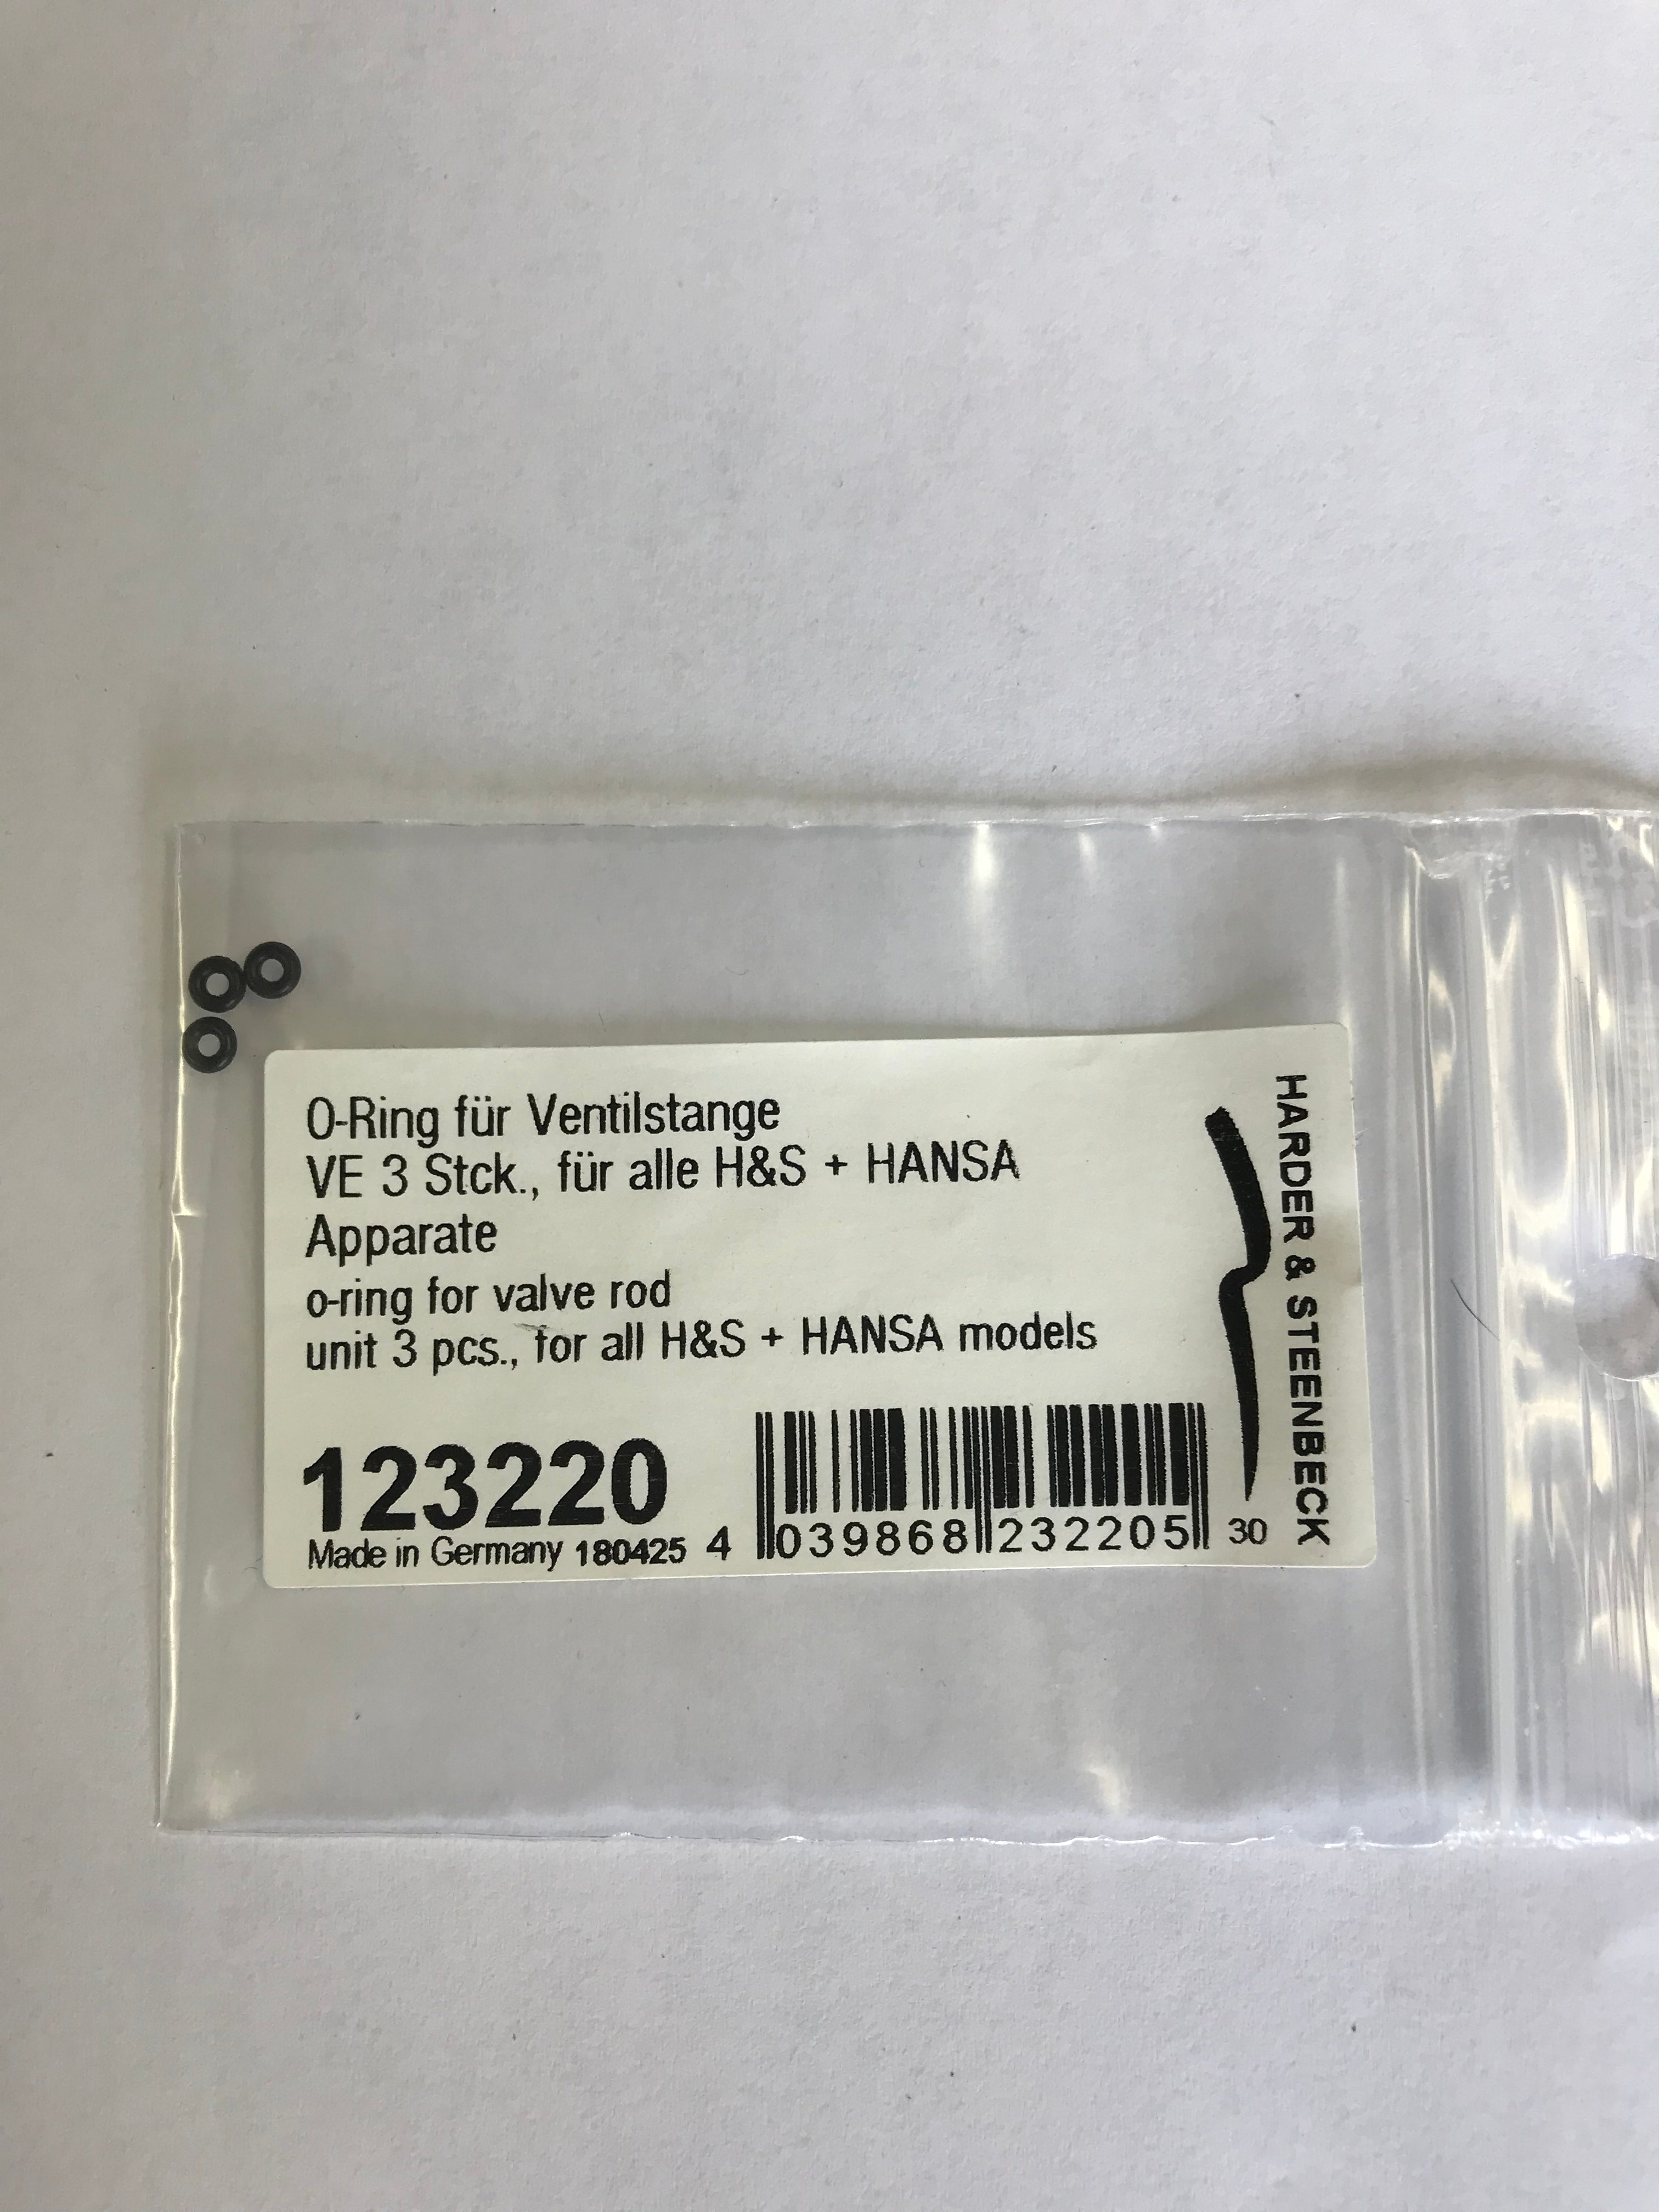 O-Ring für Ventilstange
VE 3 Stck., für alle H&S + HANSA
Apparate
o-ring for valve rod
unit 3 pcs., for all H&S + HANSA models
123220
Made in Germany 180425
4 039868 232205
30
HARDER & STEENBECK